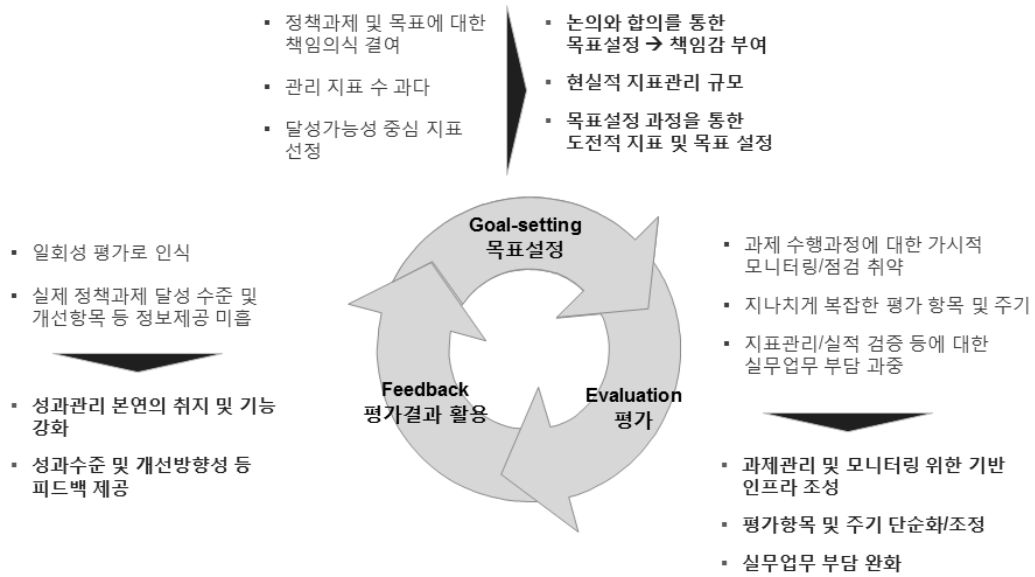 ▪ 정책과제 및 목표에 대한
책임의식 결여
▪ 관리 지표 수 과다
▪ 달성가능성 중심 지표
선정
▪ 논의와 합의를 통한
목표설정 → 책임감 부여
▪ 현실적 지표관리 규모
▪ 목표설정 과정을 통한
도전적 지표 및 목표 설정
Goal-setting
목표설정
▪ 일회성 평가로 인식
▪ 실제 정책과제 달성 수준 및
개선항목 등 정보제공 미흡
▪ 성과관리 본연의 취지 및 기능
강화
▪ 성과수준 및 개선방향성 등
피드백 제공
Feedback
평가결과 활용
Evaluation
평가
▪ 과제 수행과정에 대한 가시적
모니터링/점검 취약
▪ 지나치게 복잡한 평가 항목 및 주기
▪ 지표관리/실적 검증 등에 대한
실무업무 부담 과중
▪ 과제관리 및 모니터링 위한 기반
인프라 조성
▪ 평가항목 및 주기 단순화/조정
▪ 실무업무 부담 완화